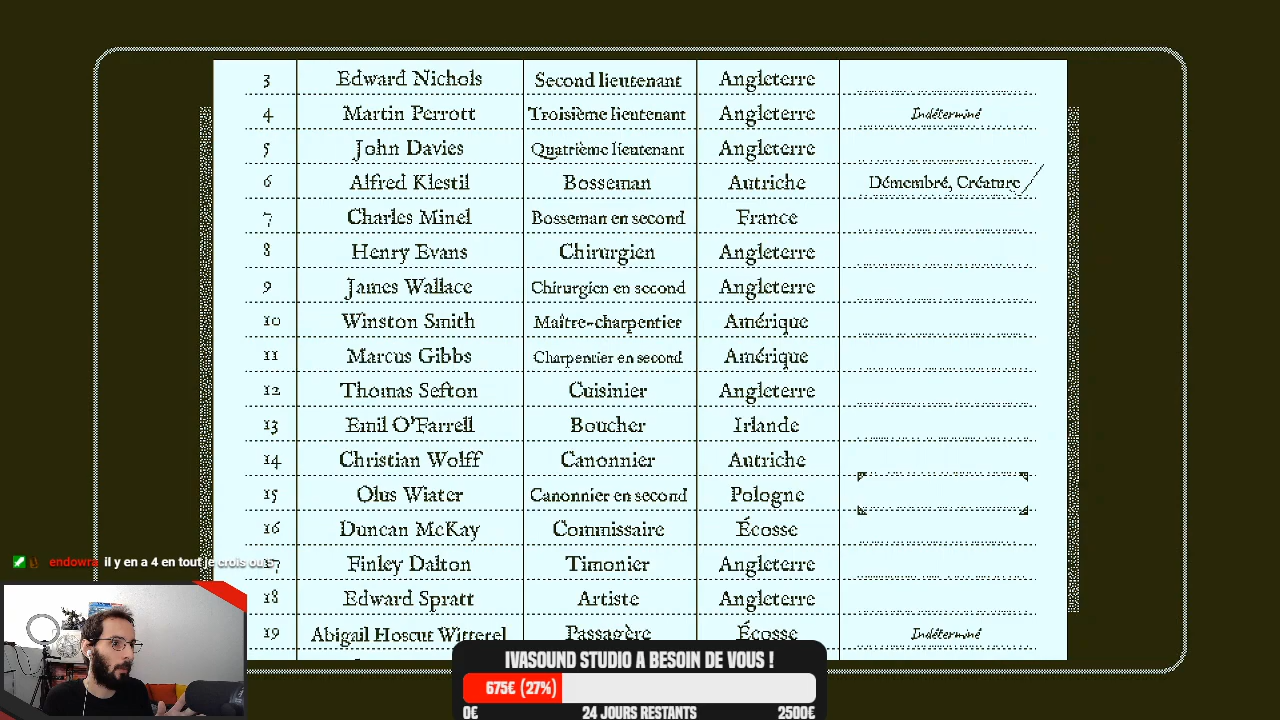 3 Edward Nichols Second lieutenant Angleterre
4 Martin Perrott Troisième lieutenant Angleterre Indéterminé
5 John Davies Quatrième lieutenant Angleterre
6 Alfred Klestil Bosseman Autriche Démembré, Créature
7 Charles Minel Bosseman en second France
8 Henry Evans Chirurgien Angleterre
9 James Wallace Chirurgien en second Angleterre
10 Winston Smith Maître-charpentier Amérique
11 Marcus Gibbs Charpentier en second Amérique
12 Thomas Sefton Cuisinier Angleterre
13 Emil O'Farrell Boucher Irlande
14 Christian Wolff Canonnier Autriche
15 Olus Wiater Canonnier en second Pologne
16 Duncan McKay Commissaire Écosse
endowra il y en a 4 en tout je crois oui
17 Finley Dalton Timonier Angleterre
18 Edward Spratt Artiste Angleterre
19 Abigail Hoscut Witterel Passagère Écosse Indéterminé
IVASOUND STUDIO A BESOIN DE VOUS !
675€ (27%)
0€ 24 JOURS RESTANTS 2500€